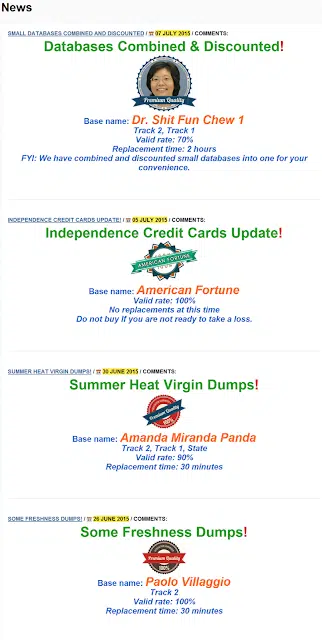 News
SMALL DATABASES COMBINED AND DISCOUNTED / 07 JULY 2015 / COMMENTS:
Databases Combined & Discounted!
Premium Quality
Base name: Dr. Shit Fun Chew 1
Track 2, Track 1
Valid rate: 70%
Replacement time: 2 hours
FYI: We have combined and discounted small databases into one for your
convenience.
INDEPENDENCE CREDIT CARDS UPDATE! / 05 JULY 2015 / COMMENTS:
Independence Credit Cards Update!
AMERICAN FORTUNE
Base name: American Fortune
Valid rate: 100%
No replacements at this time
Do not buy If you are not ready to take a loss.
SUMMER HEAT VIRGIN DUMPS! / 30 JUNE 2015 / COMMENTS:
Summer Heat Virgin Dumps!
Premium Quality
100%
Base name: Amanda Miranda Panda
Track 2, Track 1, State
Valid rate: 90%
Replacement time: 30 minutes
SOME FRESHNESS DUMPS! / 26 JUNE 2015 / COMMENTS:
Some Freshness Dumps!
Premium Quality
100%
Base name: Paolo Villaggio
Track 2
Valid rate: 100%
Replacement time: 30 minutes